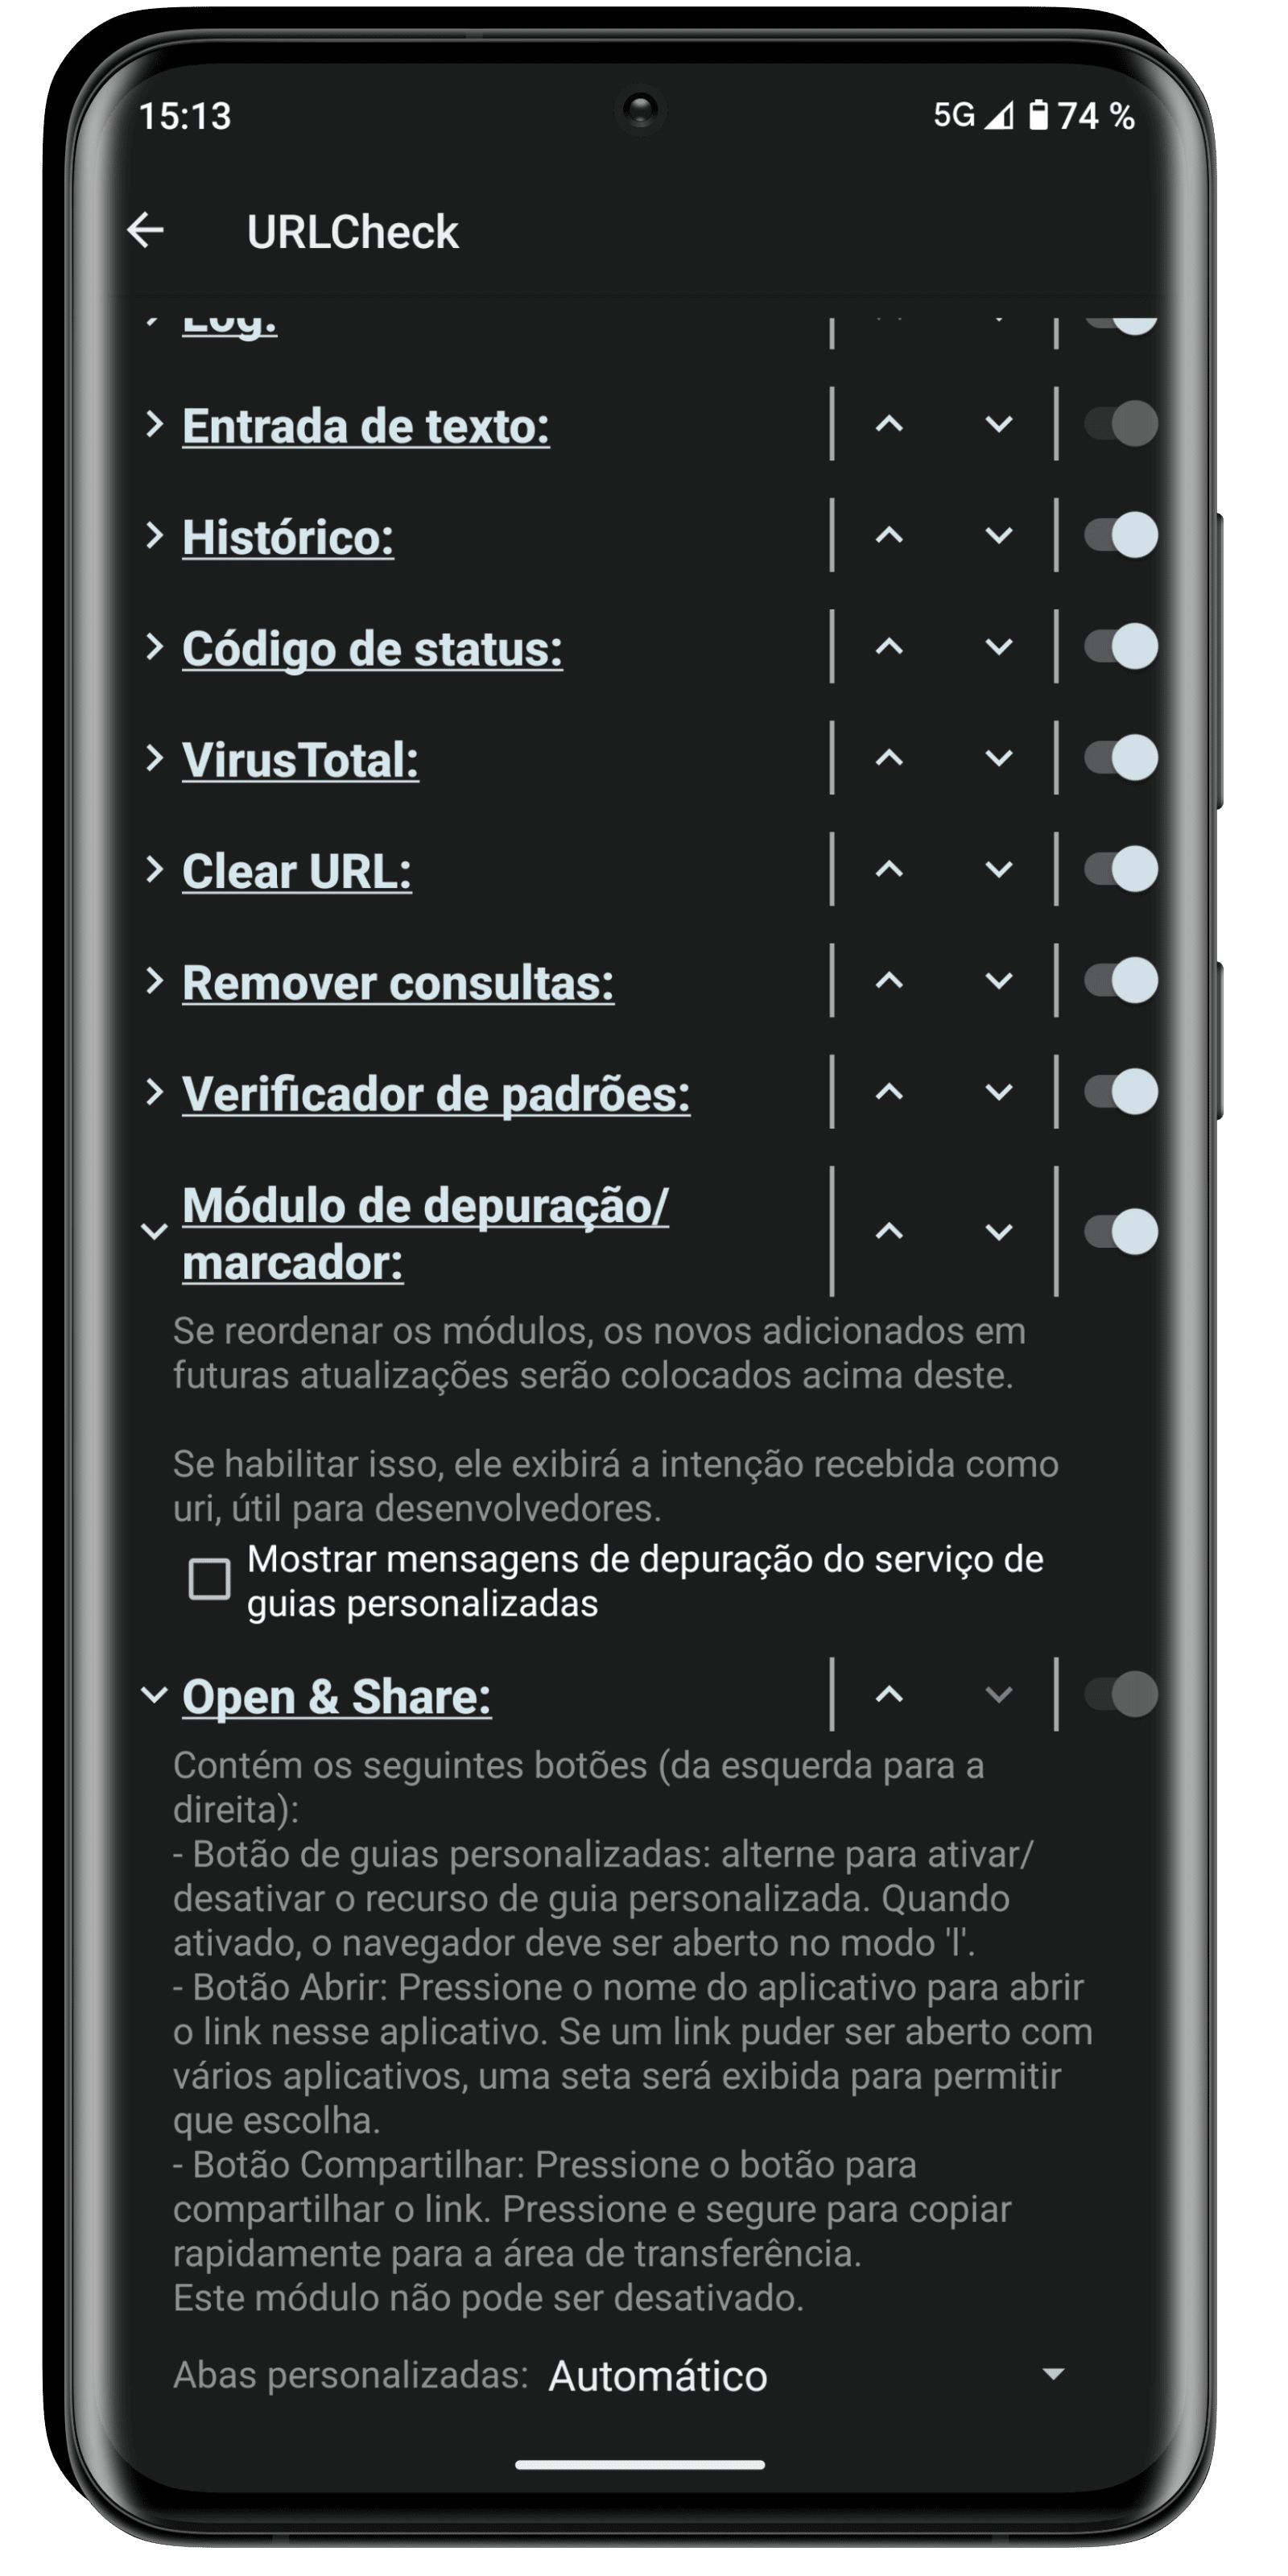 15:13
5G 74 %
URLCheck
Log:
Entrada de texto:
Histórico:
Código de status:
VirusTotal:
Clear URL:
Remover consultas:
Verificador de padrões:
Módulo de depuração/
marcador:
Se reordenar os módulos, os novos adicionados em
futuras atualizações serão colocados acima deste.
Se habilitar isso, ele exibirá a intenção recebida como
uri, útil para desenvolvedores.
Mostrar mensagens de depuração do serviço de
guias personalizadas
Open & Share:
Contém os seguintes botões (da esquerda para a
direita):
- Botão de guias personalizadas: alterne para ativar/
desativar o recurso de guia personalizada. Quando
ativado, o navegador deve ser aberto no modo 'l'.
- Botão Abrir: Pressione o nome do aplicativo para abrir
o link nesse aplicativo. Se um link puder ser aberto com
vários aplicativos, uma seta será exibida para permitir
que escolha.
- Botão Compartilhar: Pressione o botão para
compartilhar o link. Pressione e segure para copiar
rapidamente para a área de transferência.
Este módulo não pode ser desativado.
Abas personalizadas: Automático